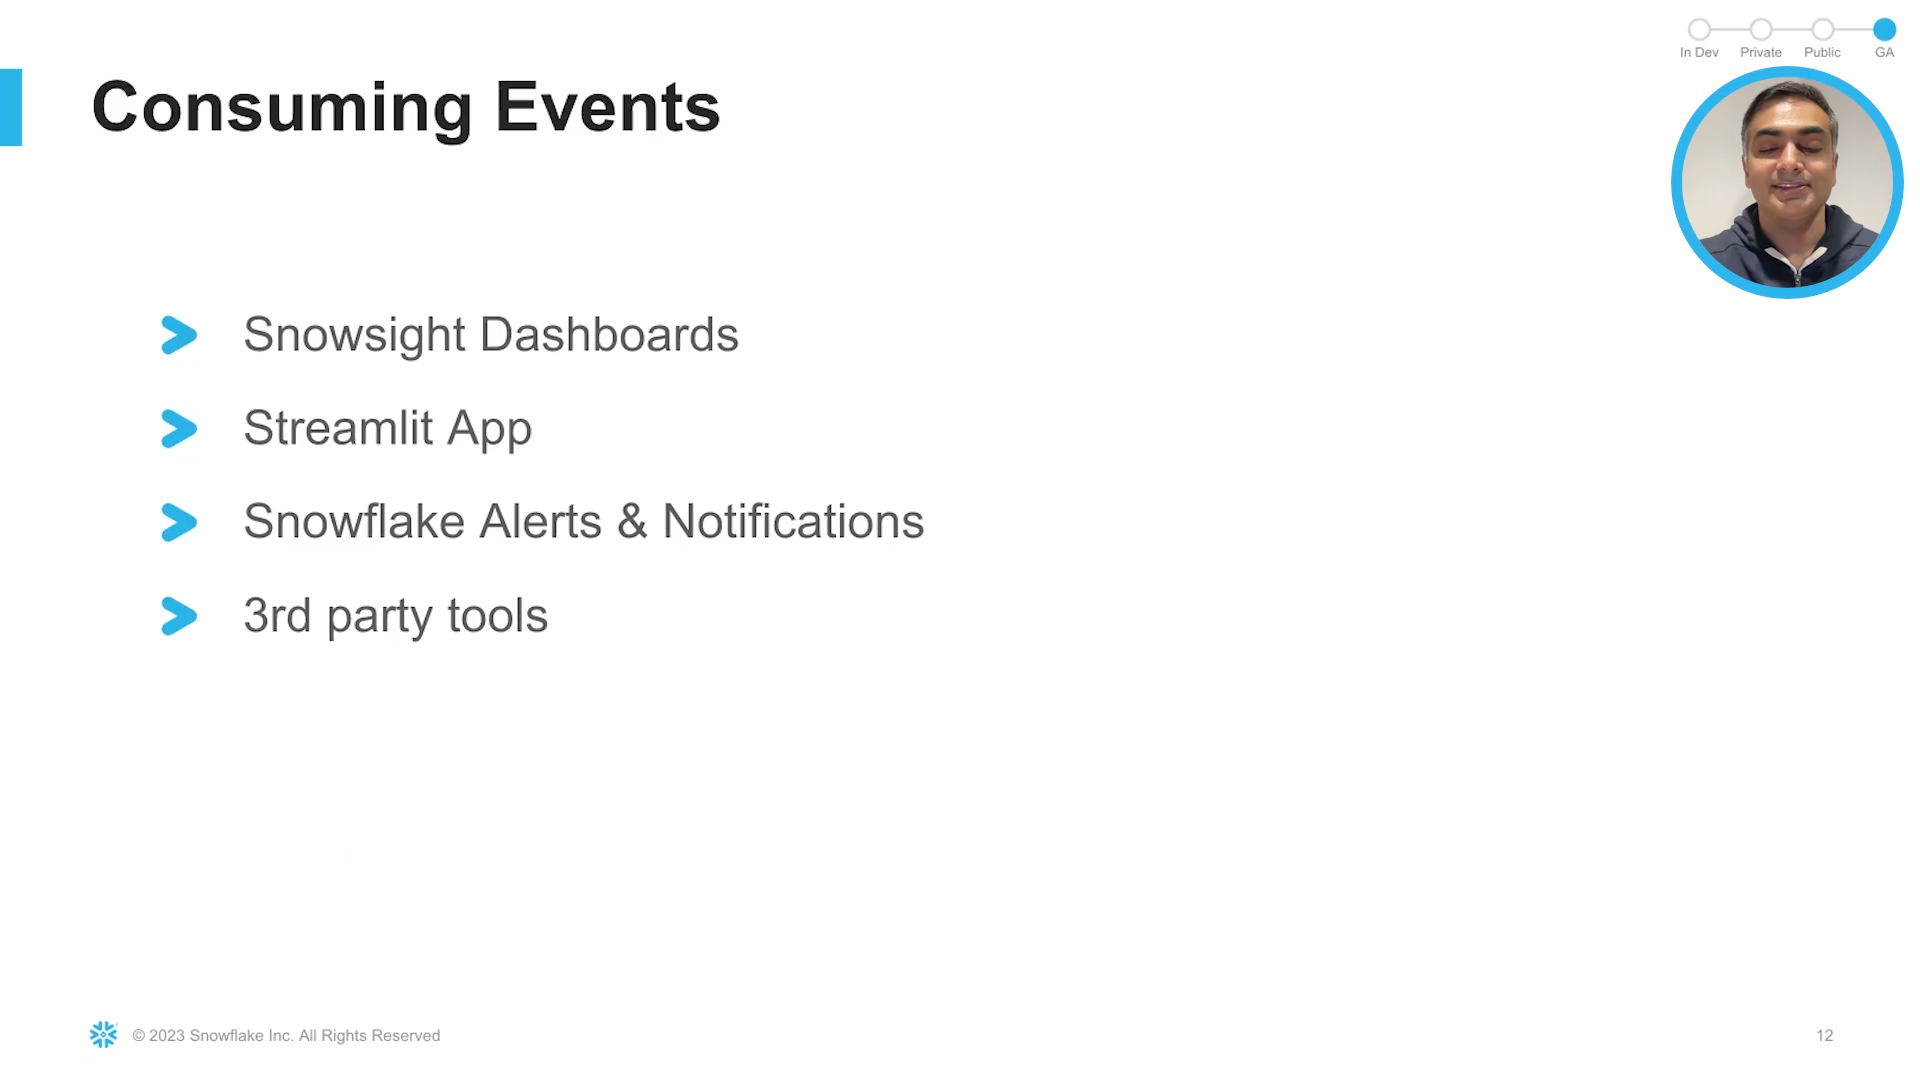 In Dev Private Public GA
Consuming Events
Snowsight Dashboards
Streamlit App
Snowflake Alerts & Notifications
3rd party tools
© 2023 Snowflake Inc. All Rights Reserved
12